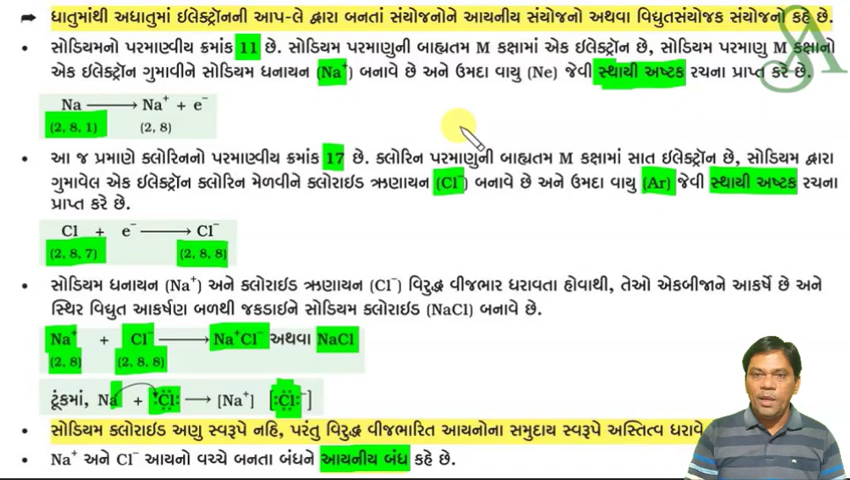 ➡ ધાતુમાંથી અધાતુમાં ઇલેક્ટ્રૉનની આપ-લે દ્વારા બનતાં સંયોજનોને આયનીય સંયોજનો અથવા વિદ્યુતસંયોજક સંયોજનો કહે છે.
• સોડિયમનો પરમાણ્વીય ક્રમાંક 11 છે. સોડિયમ પરમાણુની બાહ્યતમ M કક્ષામાં એક ઇલેક્ટ્રૉન છે, સોડિયમ પરમાણુ M કક્ષાનો
એક ઇલેક્ટ્રૉન ગુમાવીને સોડિયમ ધનાયન (Na⁺) બનાવે છે અને ઉમદા વાયુ (Ne) જેવી સ્થાયી અષ્ટક રચના પ્રાપ્ત કરે છે.
Na ⟶ Na⁺ + e⁻
(2, 8, 1) (2, 8)
• આ જ પ્રમાણે ક્લોરિનનો પરમાણ્વીય ક્રમાંક 17 છે. ક્લોરિન પરમાણુની બાહ્યતમ M કક્ષામાં સાત ઇલેક્ટ્રૉન છે, સોડિયમ દ્વારા
ગુમાવેલ એક ઇલેક્ટ્રૉન ક્લોરિન મેળવીને ક્લોરાઇડ ઋણાયન (Cl⁻) બનાવે છે અને ઉમદા વાયુ (Ar) જેવી સ્થાયી અષ્ટક રચના
પ્રાપ્ત કરે છે.
Cl + e⁻ ⟶ Cl⁻
(2, 8, 7) (2, 8, 8)
• સોડિયમ ધનાયન (Na⁺) અને ક્લોરાઇડ ઋણાયન (Cl⁻) વિરુદ્ધ વીજભાર ધરાવતા હોવાથી, તેઓ એકબીજાને આકર્ષે છે અને
સ્થિર વિદ્યુત આકર્ષણ બળથી જકડાઈને સોડિયમ ક્લોરાઇડ (NaCl) બનાવે છે.
Na⁺ + Cl⁻ ⟶ Na⁺Cl⁻ અથવા NaCl
(2, 8) (2, 8, 8)
ટૂંકમાં, Na + Cl: ⟶ [Na⁺] [:Cl:⁻]
• સોડિયમ ક્લોરાઇડ અણુ સ્વરૂપે નહિ, પરંતુ વિરુદ્ધ વીજભારિત આયનોના સમુદાય સ્વરૂપે અસ્તિત્વ ધરાવે
• Na⁺ અને Cl⁻ આયનો વચ્ચે બનતા બંધને આયનીય બંધ કહે છે.